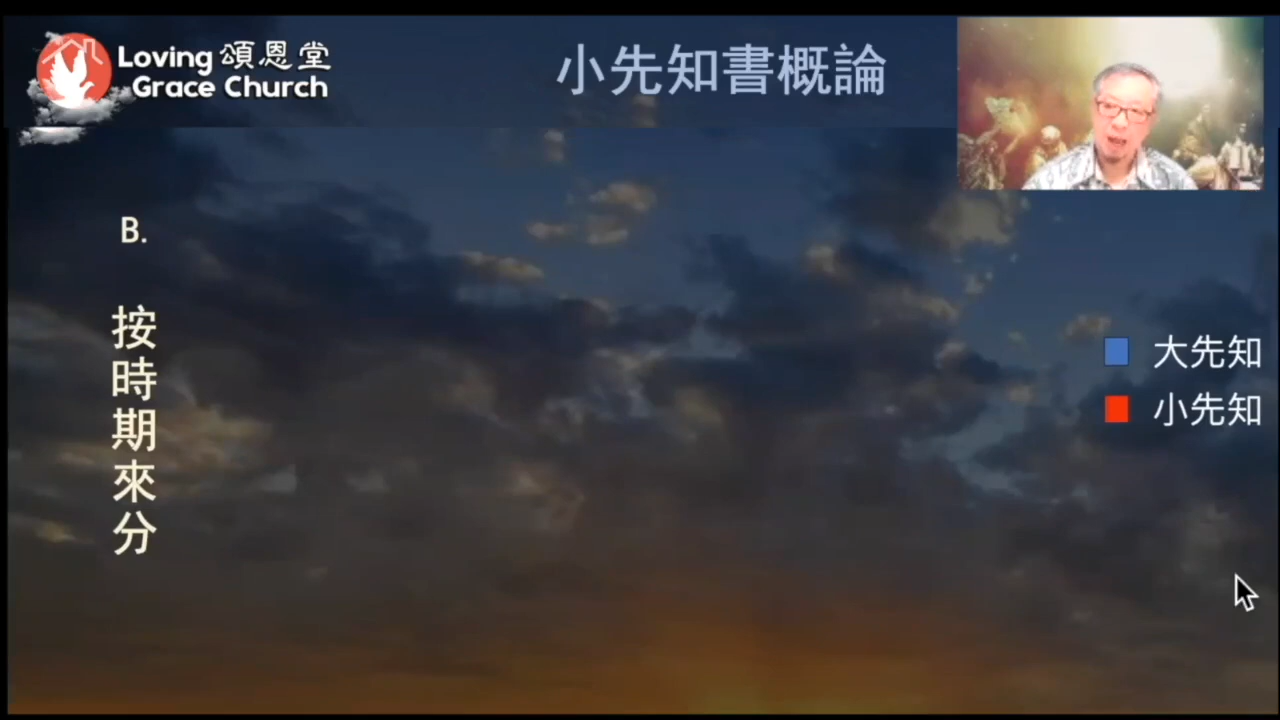 Loving 頌恩堂
Grace Church
小先知書概論
B.
按時期來分
大先知
小先知